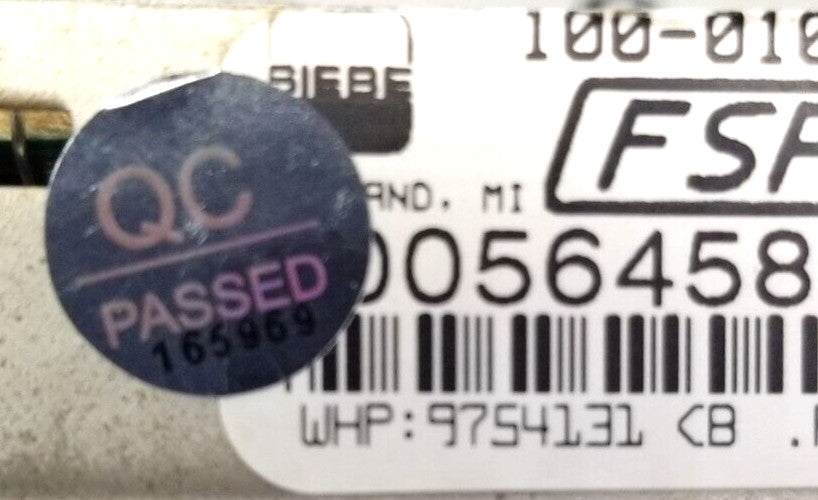 100-010
BIEBE
FSP
AND, MI
QC
PASSED
165969
0056458
WHP:9754131 <B .